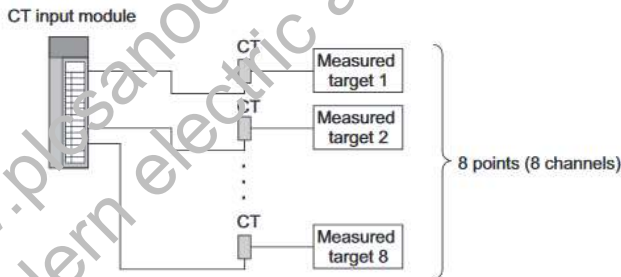 CT input module
CT
Measured
target 1
CT
Measured
target 2
8 points (8 channels)
CT
Measured
target 8